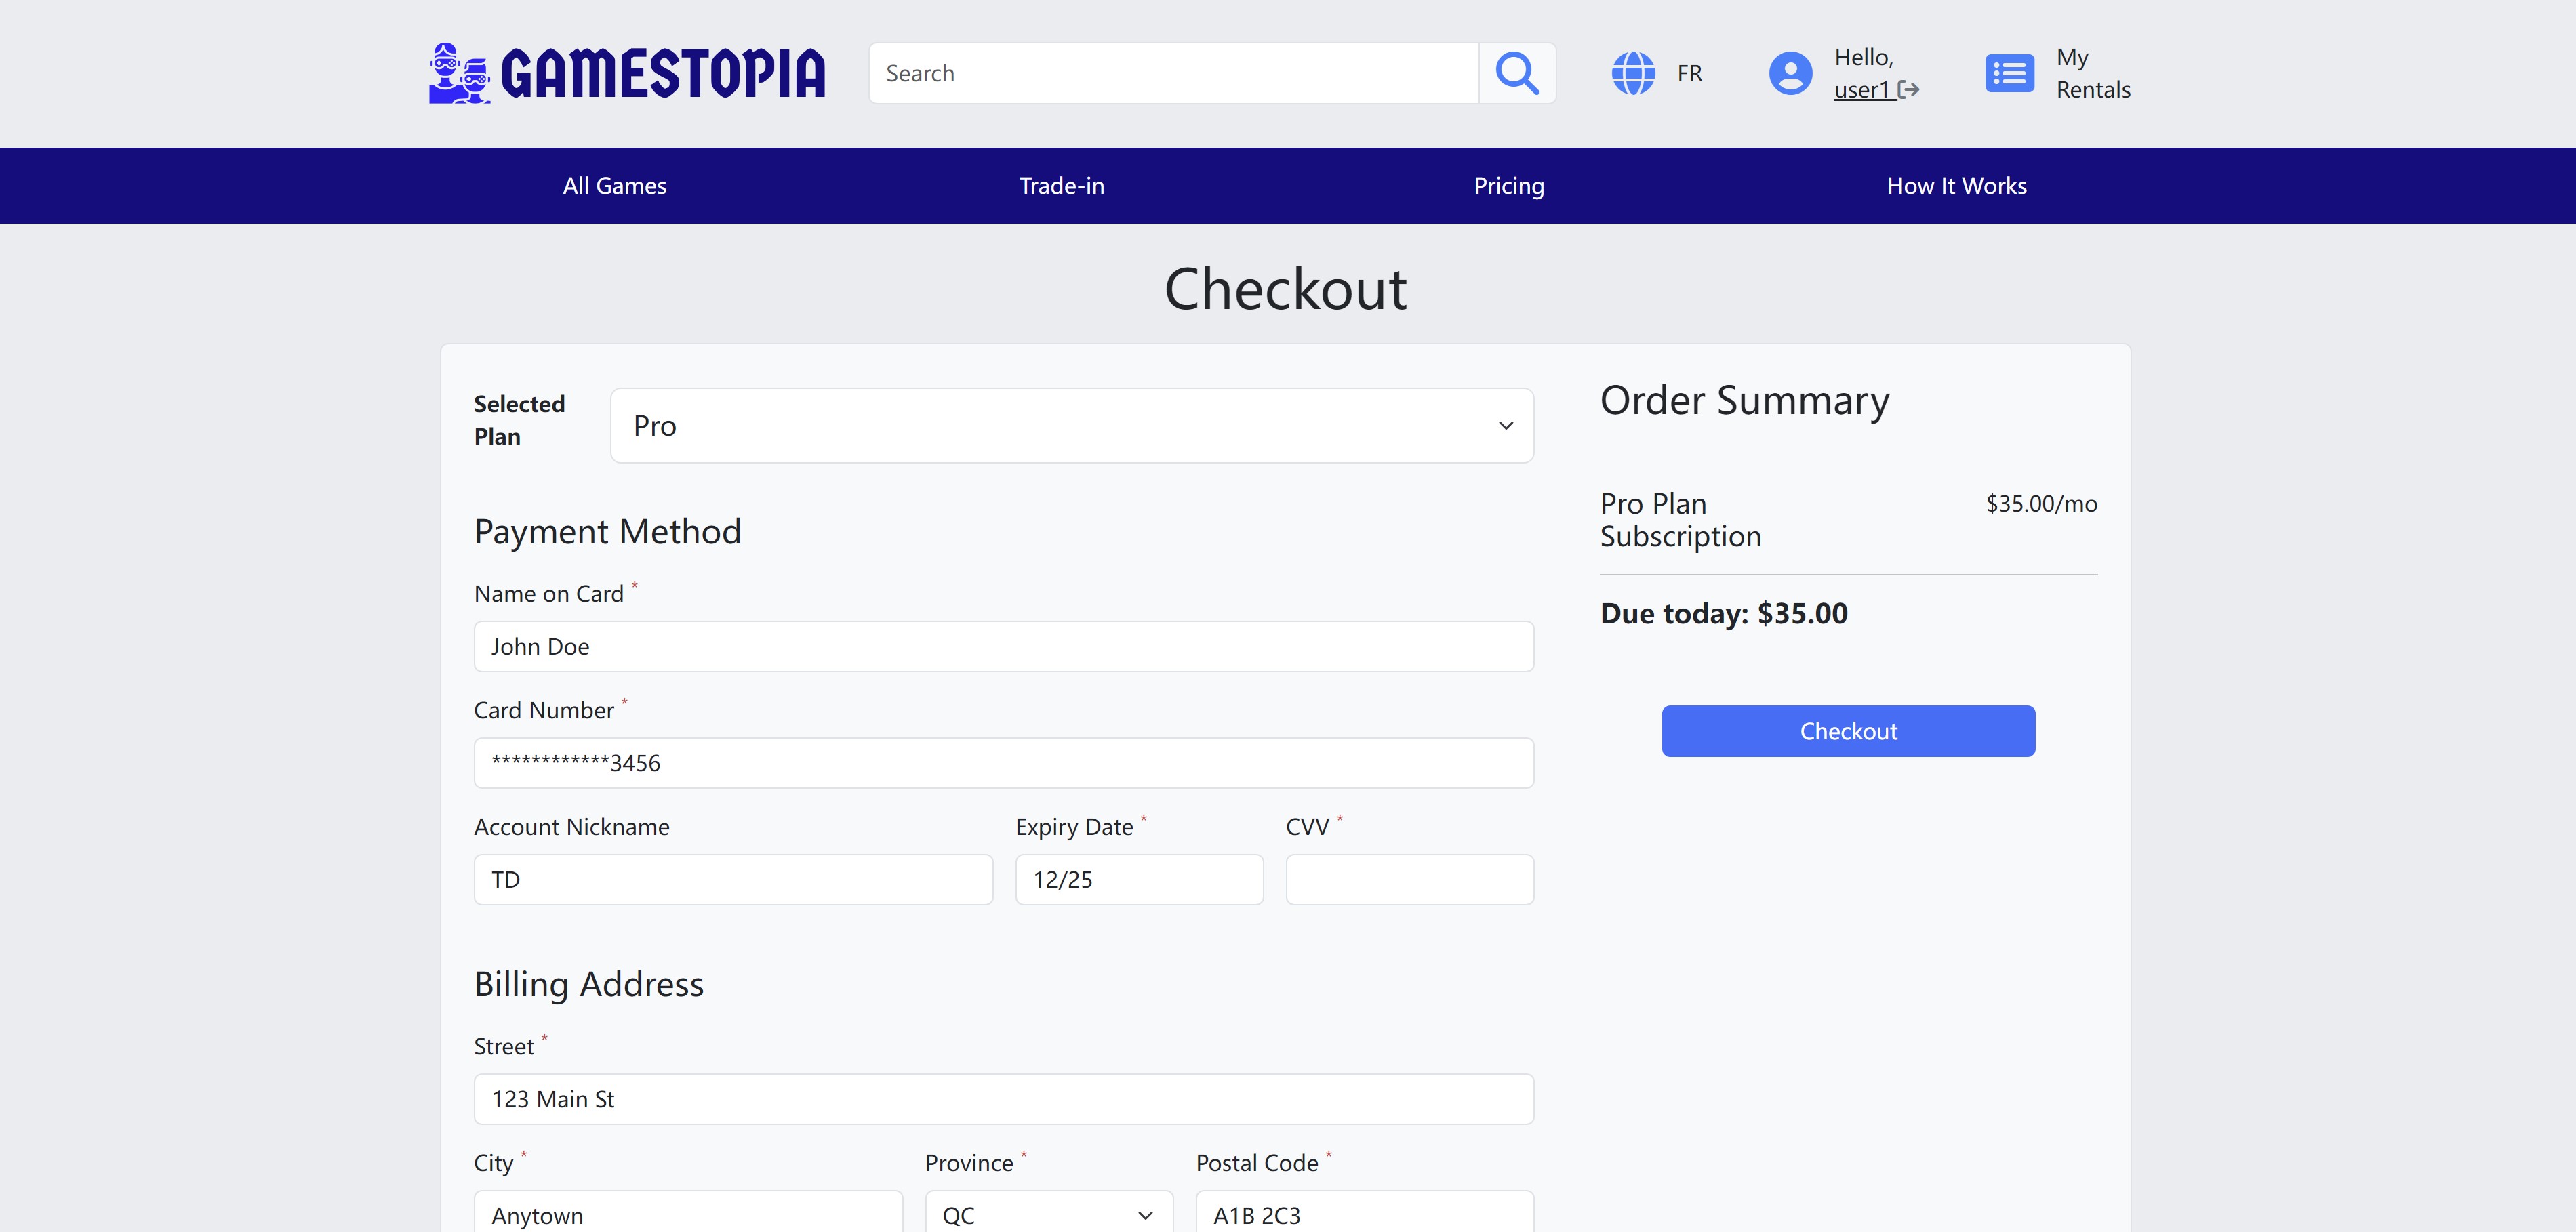 GAMESTOPIA
Search
FR
Hello,
user1
My
Rentals
All Games
Trade-in
Pricing
How It Works
Checkout
Selected
Plan
Pro
Payment Method
Name on Card *
John Doe
Card Number *
************3456
Account Nickname
Expiry Date *
CVV *
TD
12/25
Billing Address
Street *
123 Main St
City *
Province *
Postal Code *
Anytown
QC
A1B 2C3
Order Summary
Pro Plan
Subscription
$35.00/mo
Due today: $35.00
Checkout